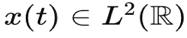 x(t) ∈ L²(ℝ)